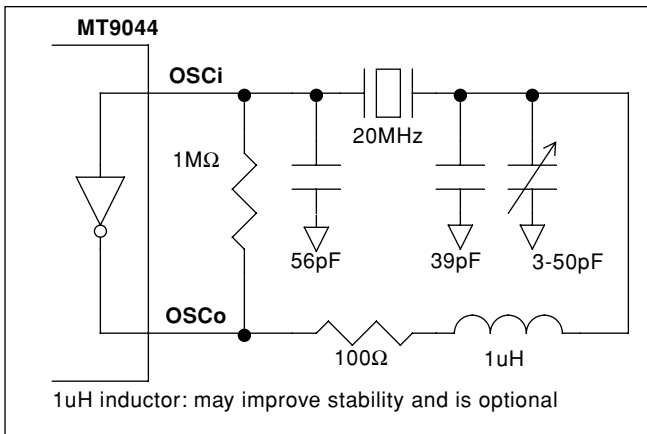 MT9044
OSCi
20MHz
1MΩ
56pF
39pF
3-50pF
OSCo
100Ω
1uH
1uH inductor: may improve stability and is optional